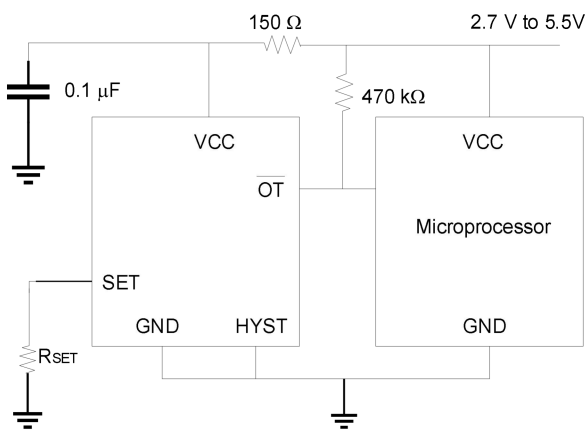 150 Ω
2.7 V to 5.5V
0.1 μF
470 kΩ
VCC
VCC
OT
Microprocessor
SET
GND
HYST
GND
RSET